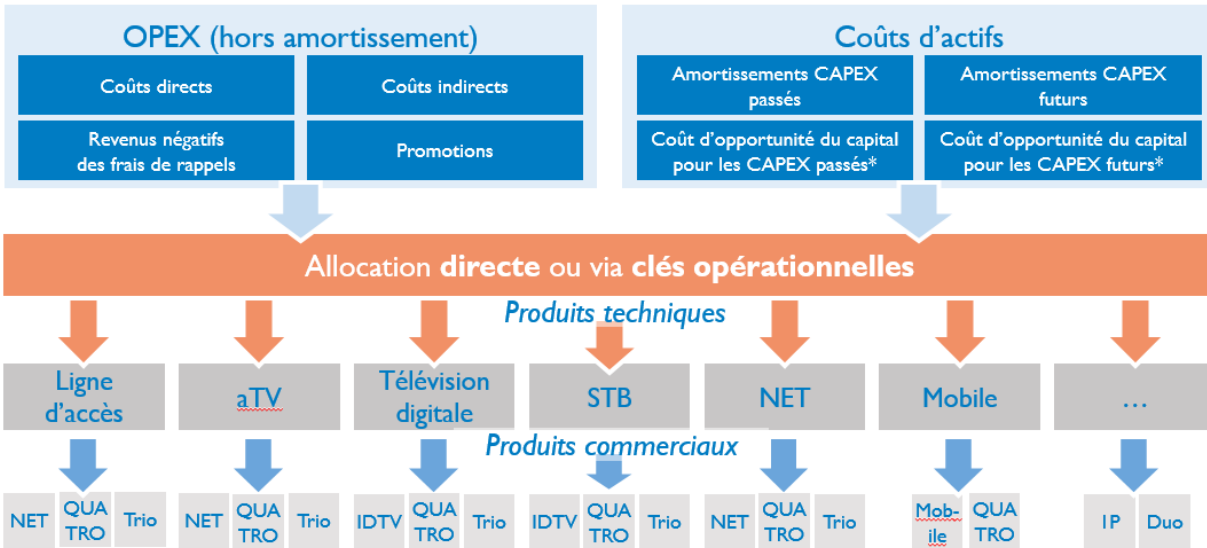 OPEX (hors amortissement)
Coûts directs
Coûts indirects
Revenus négatifs
des frais de rappels
Promotions
Coûts d'actifs
Amortissements CAPEX
passés
Amortissements CAPEX
futurs
Coût d'opportunité du capital
pour les CAPEX passés*
Coût d'opportunité du capital
pour les CAPEX futurs*
Allocation directe ou via clés opérationnelles
Produits techniques
Ligne
d'accès
aTV
Télévision
digitale
STB
NET
Mobile
...
Produits commerciaux
NET
QUA
TRO
Trio
NET
QUA
TRO
Trio
IDTV
QUA
TRO
Trio
IDTV
QUA
TRO
Trio
NET
QUA
TRO
Trio
Mob-
ile
QUA
TRO
1P
Duo